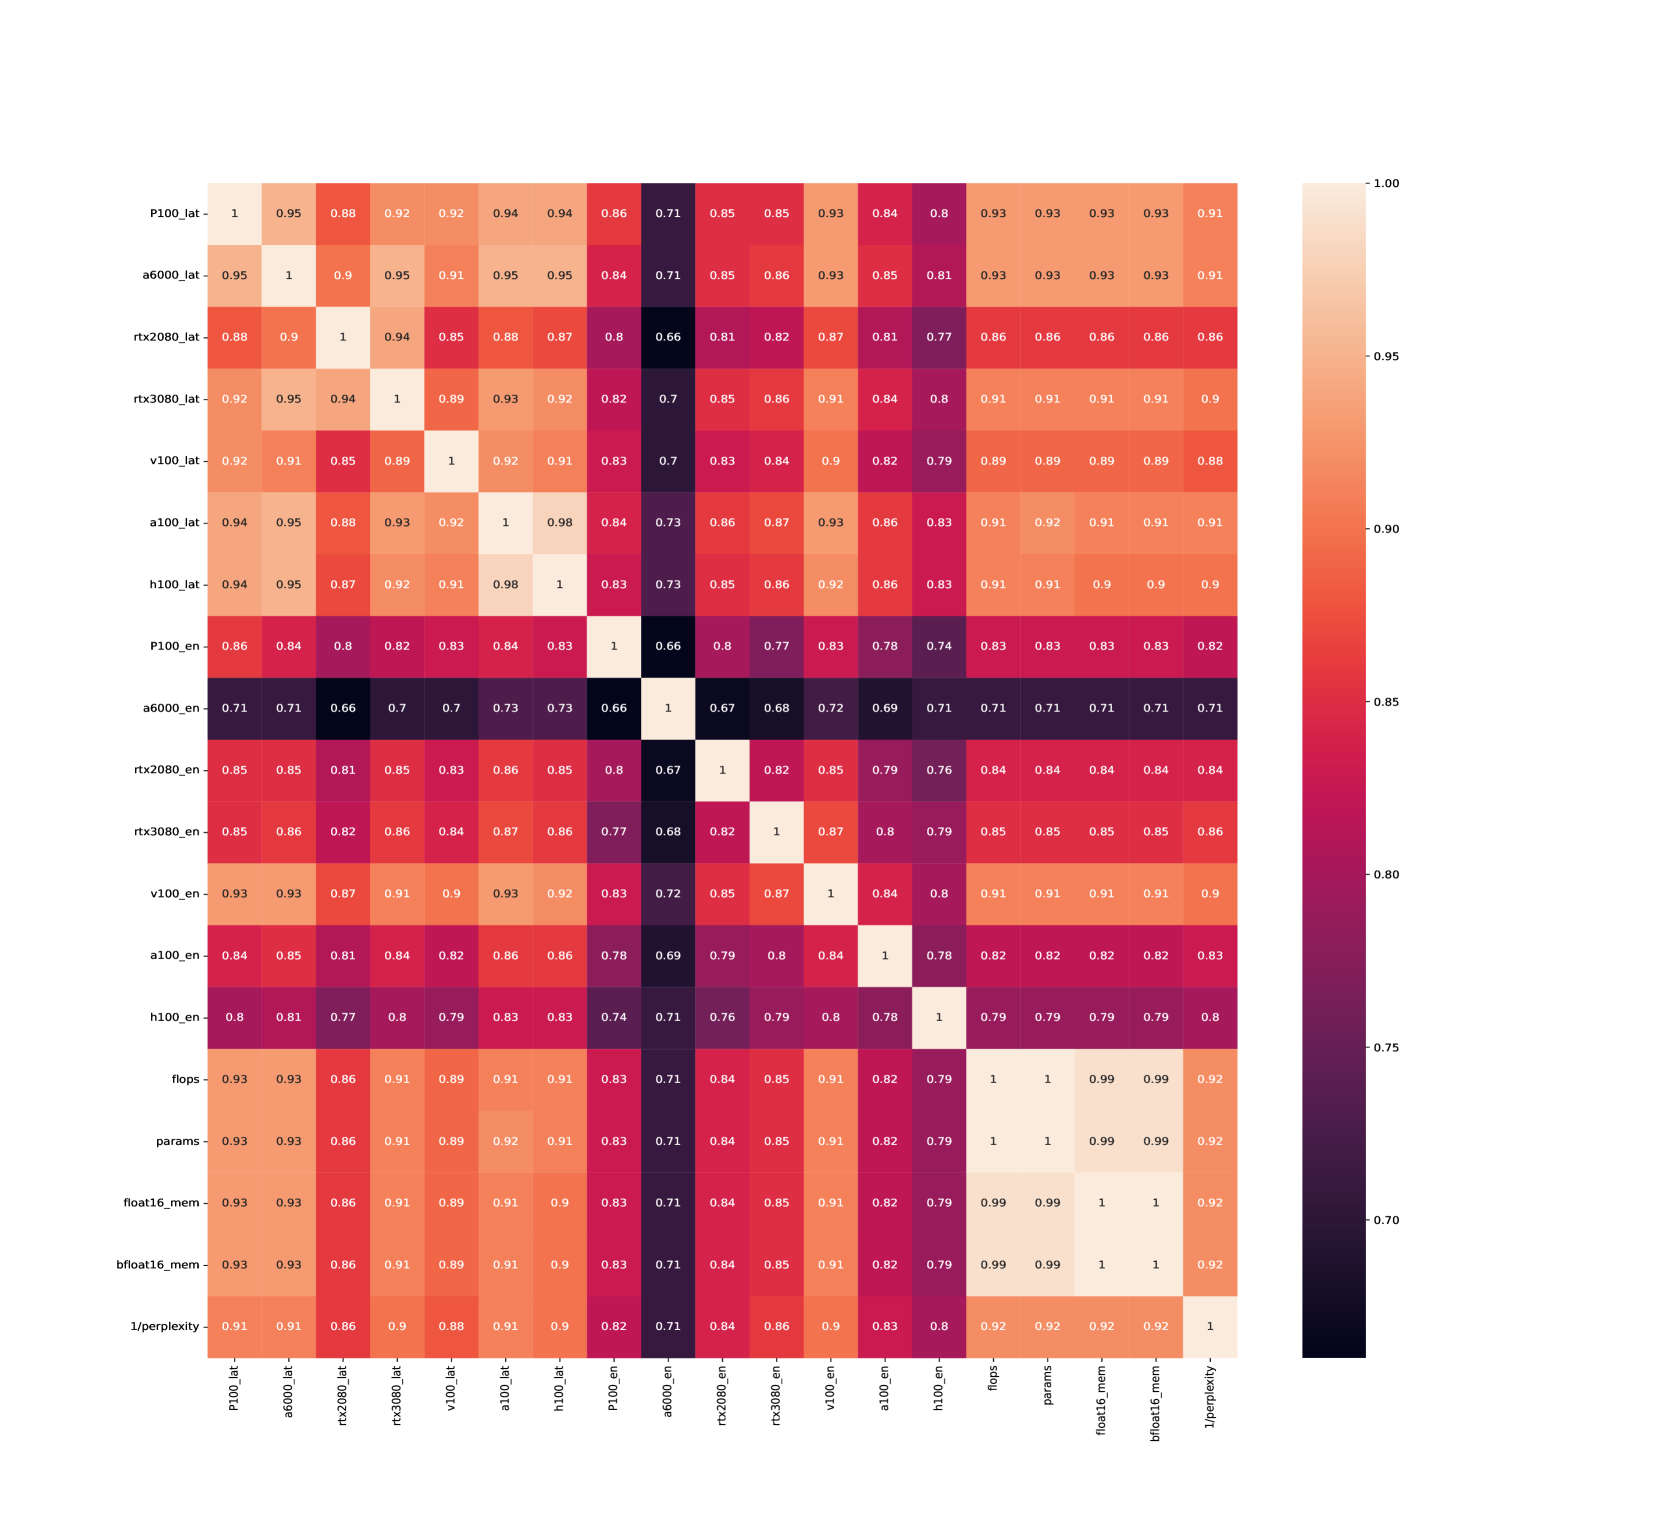 P100_lat 1 0.95 0.88 0.92 0.92 0.94 0.94 0.86 0.71 0.85 0.85 0.93 0.84 0.8 0.93 0.93 0.93 0.93 0.91
a6000_lat 0.95 1 0.9 0.95 0.91 0.95 0.95 0.84 0.71 0.85 0.86 0.93 0.85 0.81 0.93 0.93 0.93 0.93 0.91
rtx2080_lat 0.88 0.9 1 0.94 0.85 0.88 0.87 0.8 0.66 0.81 0.82 0.87 0.81 0.77 0.86 0.86 0.86 0.86 0.86
rtx3080_lat 0.92 0.95 0.94 1 0.89 0.93 0.92 0.82 0.7 0.85 0.86 0.91 0.84 0.8 0.91 0.91 0.91 0.91 0.9
v100_lat 0.92 0.91 0.85 0.89 1 0.92 0.91 0.83 0.7 0.83 0.84 0.9 0.82 0.79 0.89 0.89 0.89 0.89 0.88
a100_lat 0.94 0.95 0.88 0.93 0.92 1 0.98 0.84 0.73 0.86 0.87 0.93 0.86 0.83 0.91 0.92 0.91 0.91 0.91
h100_lat 0.94 0.95 0.87 0.92 0.91 0.98 1 0.83 0.73 0.85 0.86 0.92 0.86 0.83 0.91 0.91 0.9 0.9 0.9
P100_en 0.86 0.84 0.8 0.82 0.83 0.84 0.83 1 0.66 0.8 0.77 0.83 0.78 0.74 0.83 0.83 0.83 0.83 0.82
a6000_en 0.71 0.71 0.66 0.7 0.7 0.73 0.73 0.66 1 0.67 0.68 0.72 0.69 0.71 0.71 0.71 0.71 0.71 0.71
rtx2080_en 0.85 0.85 0.81 0.85 0.83 0.86 0.85 0.8 0.67 1 0.82 0.85 0.79 0.76 0.84 0.84 0.84 0.84 0.84
rtx3080_en 0.85 0.86 0.82 0.86 0.84 0.87 0.86 0.77 0.68 0.82 1 0.87 0.8 0.79 0.85 0.85 0.85 0.85 0.86
v100_en 0.93 0.93 0.87 0.91 0.9 0.93 0.92 0.83 0.72 0.85 0.87 1 0.84 0.8 0.91 0.91 0.91 0.91 0.9
a100_en 0.84 0.85 0.81 0.84 0.82 0.86 0.86 0.78 0.69 0.79 0.8 0.84 1 0.78 0.82 0.82 0.82 0.82 0.83
h100_en 0.8 0.81 0.77 0.8 0.79 0.83 0.83 0.74 0.71 0.76 0.79 0.8 0.78 1 0.79 0.79 0.79 0.79 0.8
flops 0.93 0.93 0.86 0.91 0.89 0.91 0.91 0.83 0.71 0.84 0.85 0.91 0.82 0.79 1 1 0.99 0.99 0.92
params 0.93 0.93 0.86 0.91 0.89 0.92 0.91 0.83 0.71 0.84 0.85 0.91 0.82 0.79 1 1 0.99 0.99 0.92
float16_mem 0.93 0.93 0.86 0.91 0.89 0.91 0.9 0.83 0.71 0.84 0.85 0.91 0.82 0.79 0.99 0.99 1 1 0.92
bfloat16_mem 0.93 0.93 0.86 0.91 0.89 0.91 0.9 0.83 0.71 0.84 0.85 0.91 0.82 0.79 0.99 0.99 1 1 0.92
1/perplexity 0.91 0.91 0.86 0.9 0.88 0.91 0.9 0.82 0.71 0.84 0.86 0.9 0.83 0.8 0.92 0.92 0.92 0.92 1
P100_lat
a6000_lat
rtx2080_lat
rtx3080_lat
v100_lat
a100_lat
h100_lat
P100_en
a6000_en
rtx2080_en
rtx3080_en
v100_en
a100_en
h100_en
flops
params
float16_mem
bfloat16_mem
1/perplexity
1.00
0.95
0.90
0.85
0.80
0.75
0.70